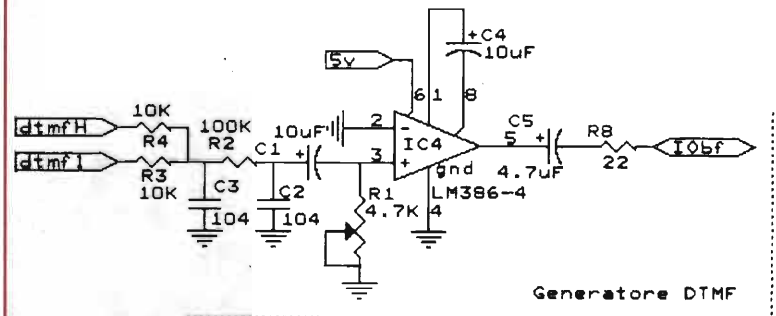 +C4
10uF
5v
6
1
8
10K
dtmfH
R4
100K
R2
C1
10uF
2
-
IC4
C5
5
+
R8
IObf
dtmfl
R3
10K
C3
C2
+
3
+
gnd
4.7uF
22
104
104
R1
4.7K
LM386-4
4
Generatore DTMF